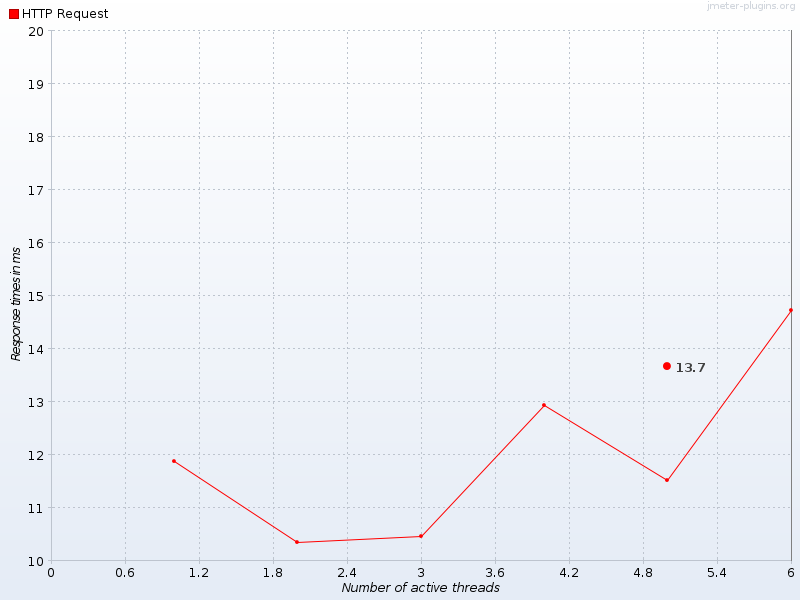 HTTP Request
jmeter-plugins.org
20
19
18
17
16
15
14
13
12
11
10
Response times in ms
13.7
0 0.6 1.2 1.8 2.4 3 3.6 4.2 4.8 5.4 6
Number of active threads